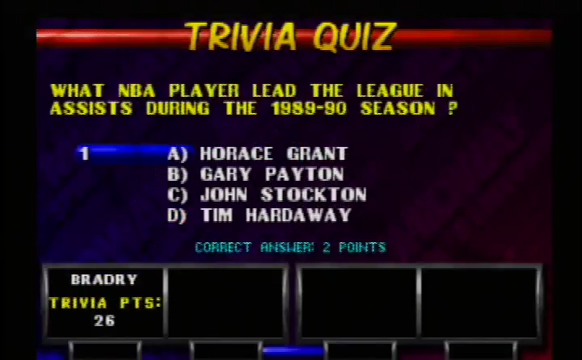 TRIVIA QUIZ
WHAT NBA PLAYER LEAD THE LEAGUE IN
ASSISTS DURING THE 1989-90 SEASON ?
1 A) HORACE GRANT
B) GARY PAYTON
C) JOHN STOCKTON
D) TIM HARDAWAY
CORRECT ANSWER: 2 POINTS
BRADRY
TRIVIA PTS:
26